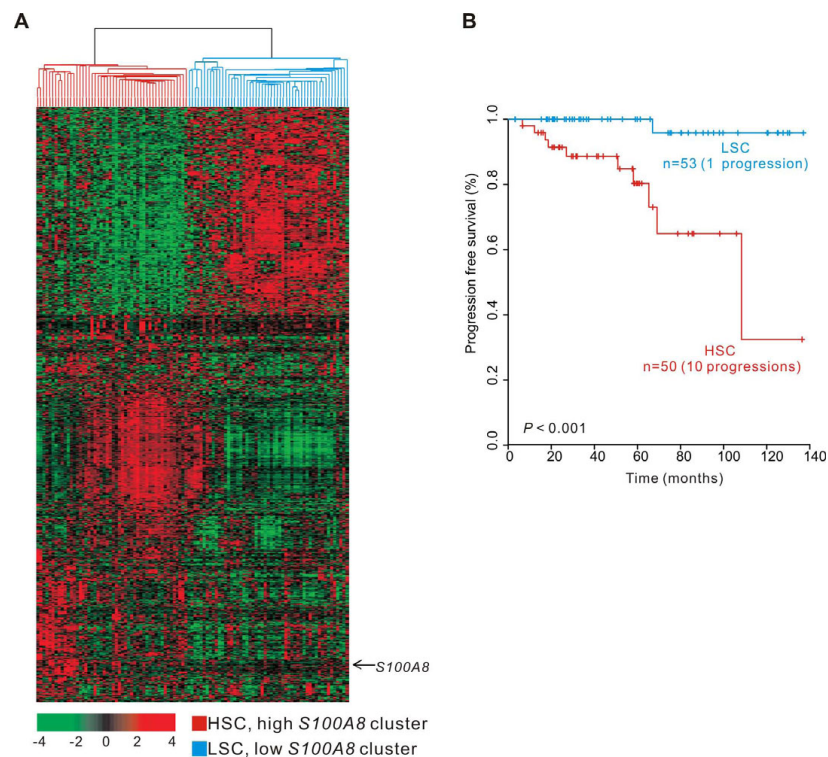 A
S100A8
-4 -2 0 2 4
HSC, high S100A8 cluster
LSC, low S100A8 cluster
B
Progression free survival (%)
1.0
0.8
0.6
0.4
0.2
0.0
LSC
n=53 (1 progression)
HSC
n=50 (10 progressions)
P < 0.001
0 20 40 60 80 100 120 140
Time (months)